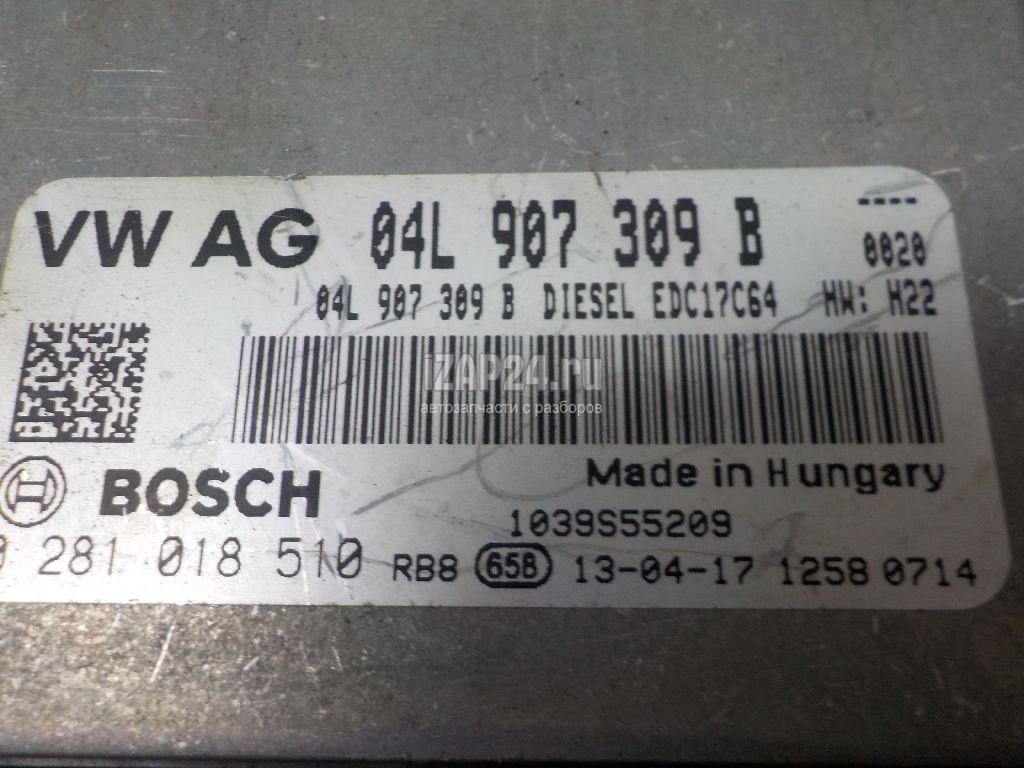 VW AG 04L 907 309 B ----
0020
04L 907 309 B DIESEL EDC17C64 HW: H22
iZAP24.ru
автозапчасти с разборов
BOSCH Made in Hungary
1039S55209
0 281 018 510 RB8 65B 13-04-17 1258 0714